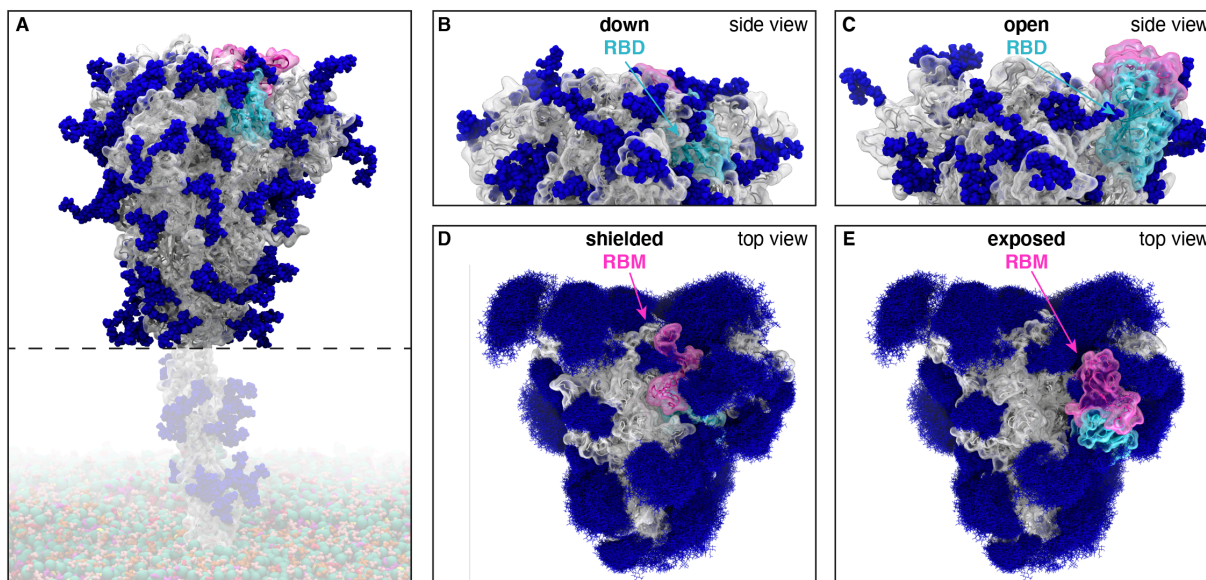 A
B
down
side view
RBD
C
open
side view
RBD
D
shielded
top view
RBM
E
exposed
top view
RBM